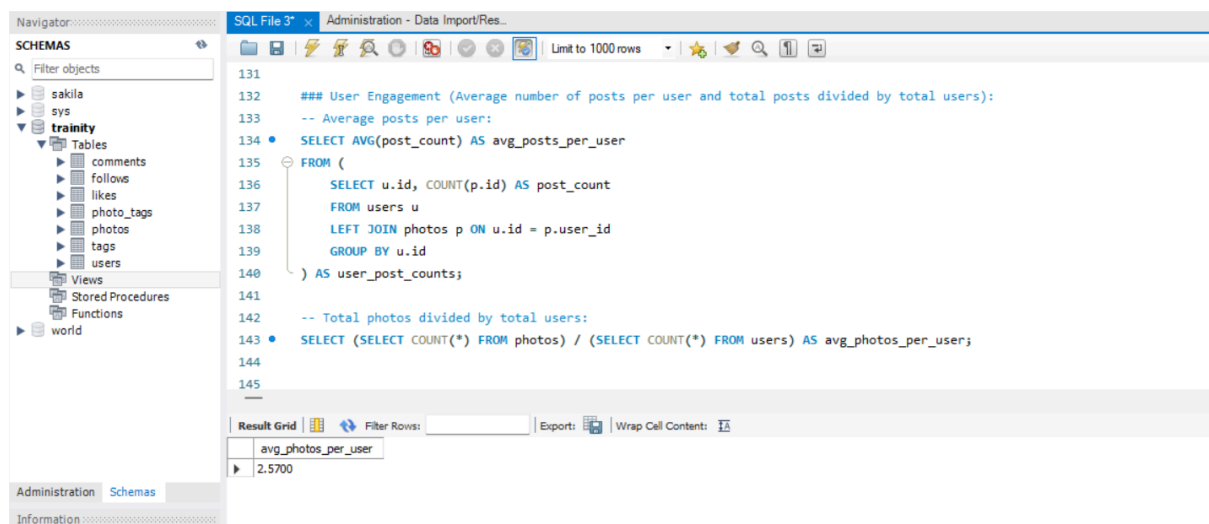 Navigator
SCHEMAS
Filter objects
sakila
sys
trainity
Tables
comments
follows
likes
photo_tags
photos
tags
users
Views
Stored Procedures
Functions
world
Administration Schemas
Information
SQL File 3* × Administration - Data Import/Res...
Limit to 1000 rows
131
132 ### User Engagement (Average number of posts per user and total posts divided by total users):
133 -- Average posts per user:
134 SELECT AVG(post_count) AS avg_posts_per_user
135 FROM (
136 SELECT u.id, COUNT(p.id) AS post_count
137 FROM users u
138 LEFT JOIN photos p ON u.id = p.user_id
139 GROUP BY u.id
140 ) AS user_post_counts;
141
142 -- Total photos divided by total users:
143 SELECT (SELECT COUNT(*) FROM photos) / (SELECT COUNT(*) FROM users) AS avg_photos_per_user;
144
145
Result Grid Filter Rows: Export: Wrap Cell Content:
avg_photos_per_user
2.5700